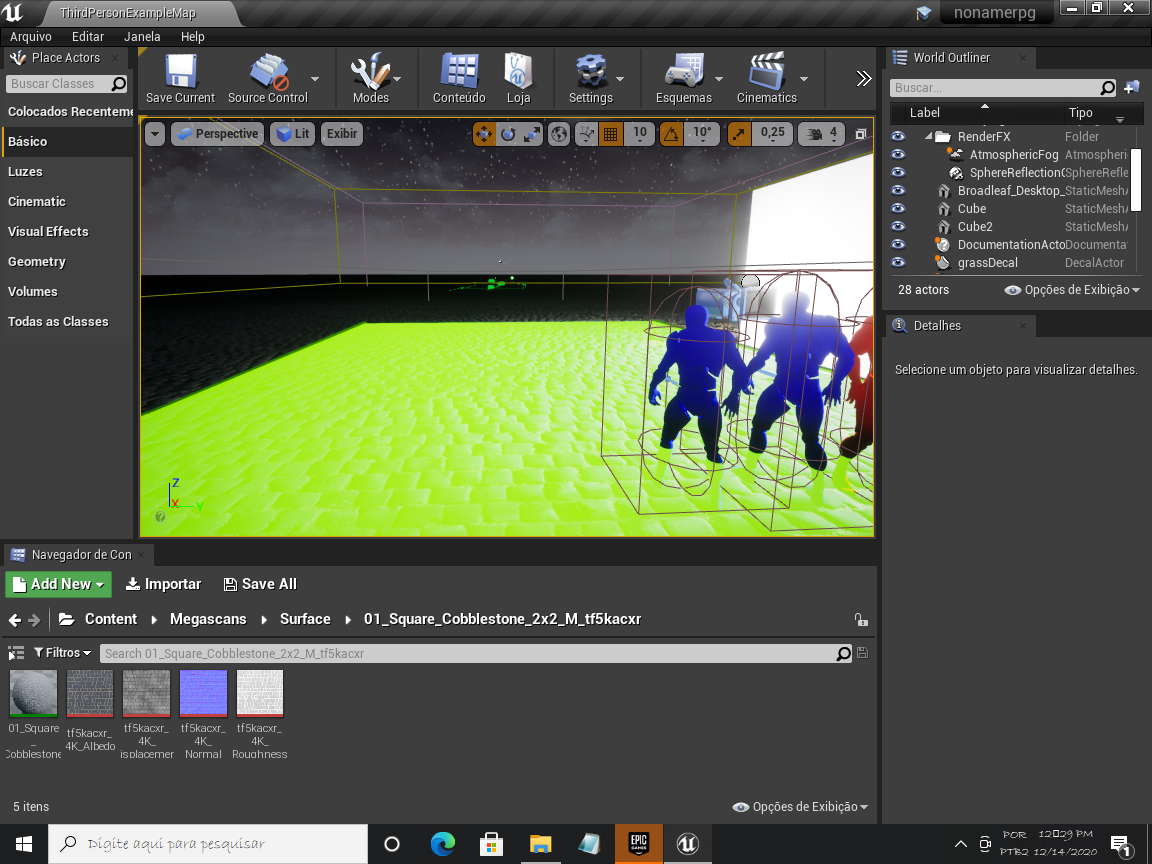 ThirdPersonExampleMap
nonamerpg
Arquivo Editar Janela Help
Place Actors
Buscar Classes
Colocados Recenteme
Básico
Luzes
Cinematic
Visual Effects
Geometry
Volumes
Todas as Classes
Save Current Source Control Modes Conteúdo Loja Settings Esquemas Cinematics
Perspective Lit Exibir 10 10° 0,25 4
Z
X Y
World Outliner
Buscar...
Label Tipo
RenderFX Folder
AtmosphericFog Atmospheri
SphereReflection SphereRefle
Broadleaf_Desktop_ StaticMeshA
Cube StaticMeshA
Cube2 StaticMeshA
DocumentationActo Documenta
grassDecal DecalActor
28 actors Opções de Exibição
Detalhes
Selecione um objeto para visualizar detalhes.
Navegador de Con
Add New Importar Save All
Content Megascans Surface 01_Square_Cobblestone_2x2_M_tf5kacxr
Filtros Search 01_Square_Cobblestone_2x2_M_tf5kacxr
01_Square
_
Cobblestone
tf5kacxr_
4K_Albedo
tf5kacxr_
4K_
isplacemer
tf5kacxr_
4K_
Normal
tf5kacxr_
4K_
Roughness
5 itens Opções de Exibição
Digite aqui para pesquisar
EPIC
GAMES
POR 12▯29 PM
PTB2 12/14/2020
1